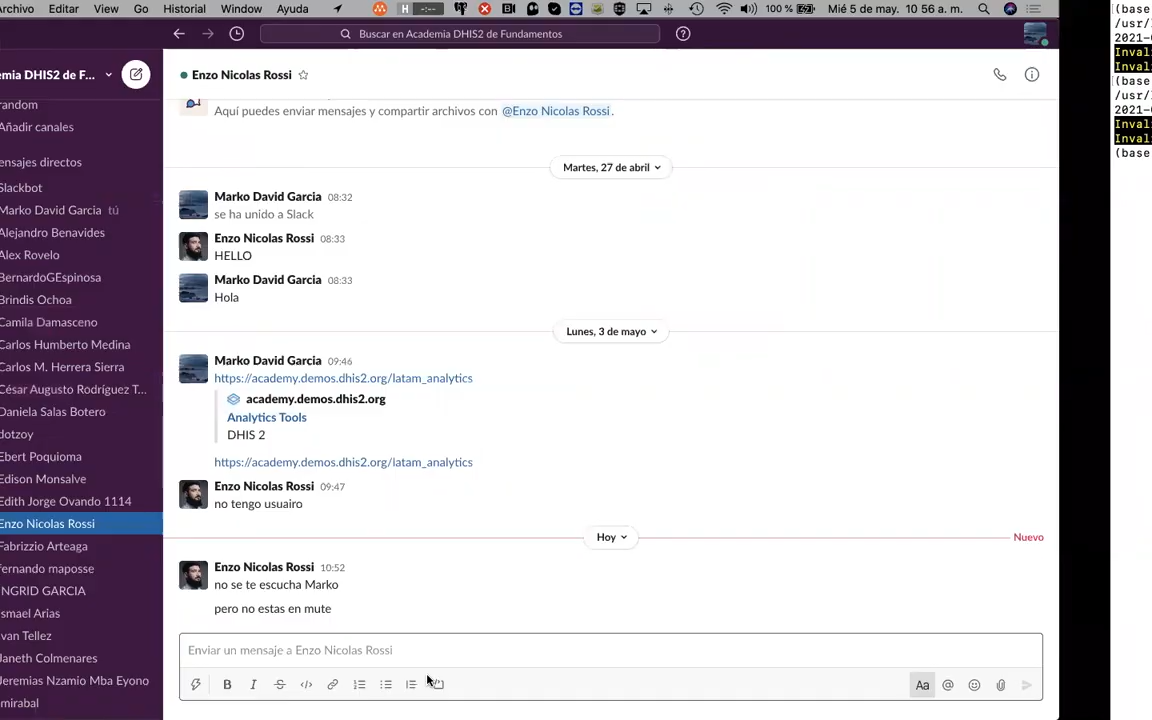 Archivo Editar View Go Historial Window Ayuda H -:-- 100 % Mié 5 de may. 10 56 a. m.
Buscar en Academia DHIS2 de Fundamentos
emia DHIS2 de F...
random
Añadir canales
ensajes directos
Slackbot
Marko David Garcia tú
Alejandro Benavides
Alex Rovelo
BernardoGEspinosa
Brindis Ochoa
Camila Damasceno
Carlos Humberto Medina
Carlos M. Herrera Sierra
César Augusto Rodríguez T...
Daniela Salas Botero
dotzoy
Ebert Poquioma
Edison Monsalve
Edith Jorge Ovando 1114
Enzo Nicolas Rossi
Fabrizzio Arteaga
fernando maposse
INGRID GARCIA
Ismael Arias
Ivan Tellez
Janeth Colmenares
Jeremias Nzamio Mba Eyono
mirabal
Enzo Nicolas Rossi
Aquí puedes enviar mensajes y compartir archivos con @Enzo Nicolas Rossi.
Martes, 27 de abril
Marko David Garcia 08:32
se ha unido a Slack
Enzo Nicolas Rossi 08:33
HELLO
Marko David Garcia 08:33
Hola
Lunes, 3 de mayo
Marko David Garcia 09:46
https://academy.demos.dhis2.org/latam_analytics
academy.demos.dhis2.org
Analytics Tools
DHIS 2
https://academy.demos.dhis2.org/latam_analytics
Enzo Nicolas Rossi 09:47
no tengo usuairo
Hoy
Nuevo
Enzo Nicolas Rossi 10:52
no se te escucha Marko
pero no estas en mute
Enviar un mensaje a Enzo Nicolas Rossi
B I Aa @
(base
/usr/
2021-
Inval
Inval
(base
/usr/
2021-
Inval
Inval
(base